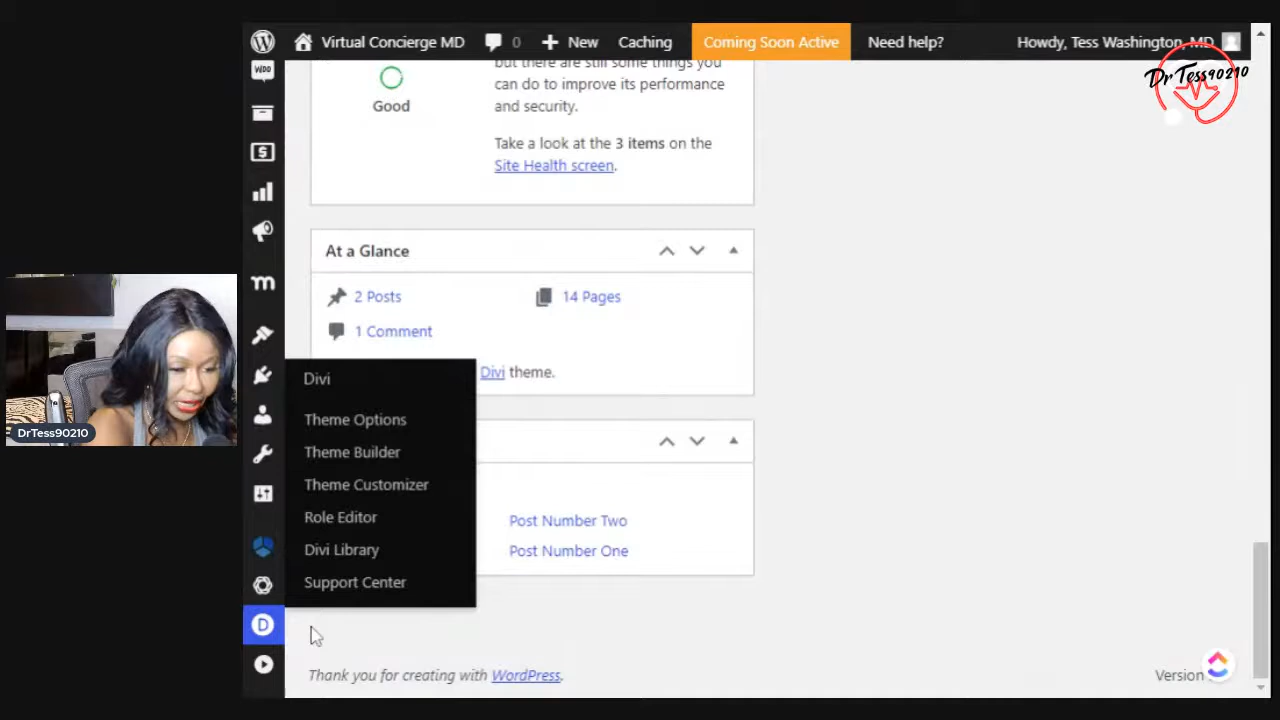 Virtual Concierge MD
0
New
Caching
Coming Soon Active
Need help?
Howdy, Tess Washington, MD
DrTess90210
WOO
but there are still some things you
Good
can do to improve its performance
and security.
Take a look at the 3 items on the
Site Health screen.
At a Glance
2 Posts
14 Pages
1 Comment
Divi theme.
Divi
Theme Options
Theme Builder
Theme Customizer
Role Editor
Divi Library
Support Center
Post Number Two
Post Number One
DrTess90210
D
Thank you for creating with WordPress.
Version